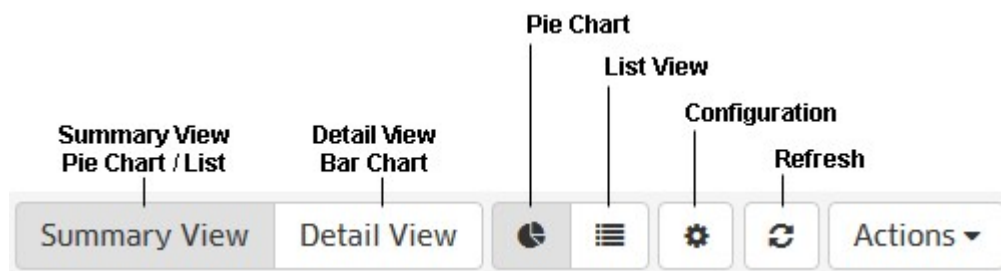 Pie Chart
List View
Configuration
Summary View
Pie Chart / List
Detail View
Bar Chart
Refresh
Summary View
Detail View
Actions